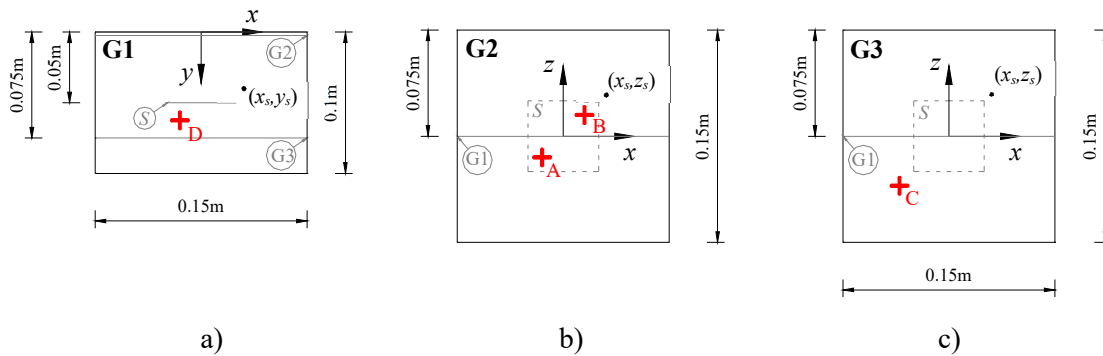 G1
x
G2
y
(xₛ,yₛ)
S
D
G3
0.075m
0.05m
0.1m
0.15m
a)
G2
z
(xₛ,zₛ)
S
B
x
G1
A
0.075m
0.15m
b)
G3
z
(xₛ,zₛ)
S
x
G1
C
0.075m
0.15m
0.15m
c)